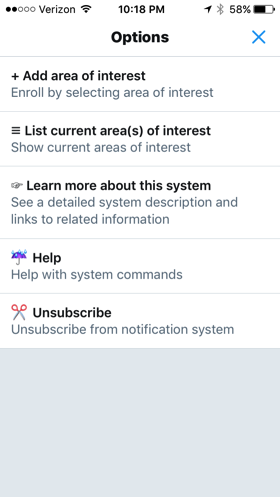 Verizon 10:18 PM 58%
Options
+ Add area of interest
Enroll by selecting area of interest
≡ List current area(s) of interest
Show current areas of interest
☞ Learn more about this system
See a detailed system description and
links to related information
☔ Help
Help with system commands
✂ Unsubscribe
Unsubscribe from notification system